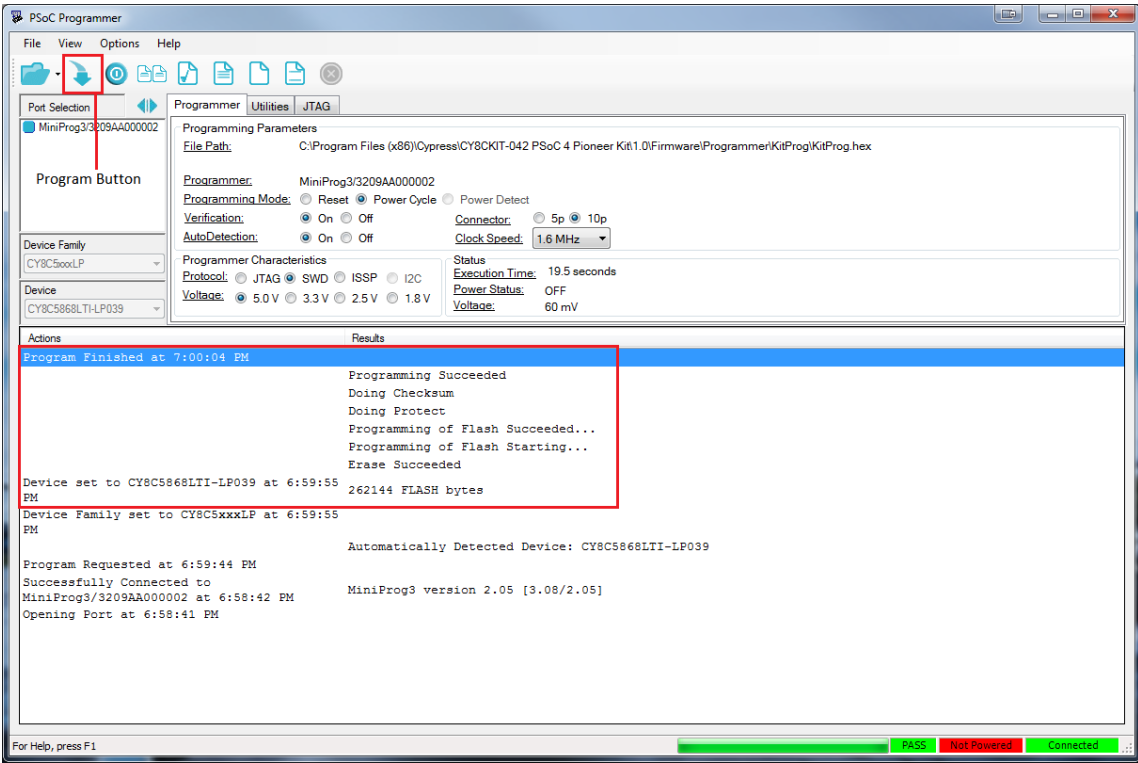 PSoC Programmer
File View Options Help
Port Selection
MiniProg3/3209AA000002
Program Button
Device Family
CY8C5xxxLP
Device
CY8C5868LTI-LP039
Programmer Utilities JTAG
Programming Parameters
File Path: C:\Program Files (x86)\Cypress\CY8CKIT-042 PSoC 4 Pioneer Kit\1.0\Firmware\Programmer\KitProg\KitProg.hex
Programmer: MiniProg3/3209AA000002
Programming Mode: Reset Power Cycle Power Detect
Verification: On Off Connector: 5p 10p
AutoDetection: On Off Clock Speed: 1.6 MHz
Programmer Characteristics
Protocol: JTAG SWD ISSP I2C
Voltage: 5.0 V 3.3 V 2.5 V 1.8 V
Status
Execution Time: 19.5 seconds
Power Status: OFF
Voltage: 60 mV
Actions Results
Program Finished at 7:00:04 PM
Programming Succeeded
Doing Checksum
Doing Protect
Programming of Flash Succeeded...
Programming of Flash Starting...
Erase Succeeded
Device set to CY8C5868LTI-LP039 at 6:59:55
PM
262144 FLASH bytes
Device Family set to CY8C5xxxLP at 6:59:55
PM
Automatically Detected Device: CY8C5868LTI-LP039
Program Requested at 6:59:44 PM
Successfully Connected to
MiniProg3/3209AA000002 at 6:58:42 PM
MiniProg3 version 2.05 [3.08/2.05]
Opening Port at 6:58:41 PM
For Help, press F1
PASS Not Powered Connected